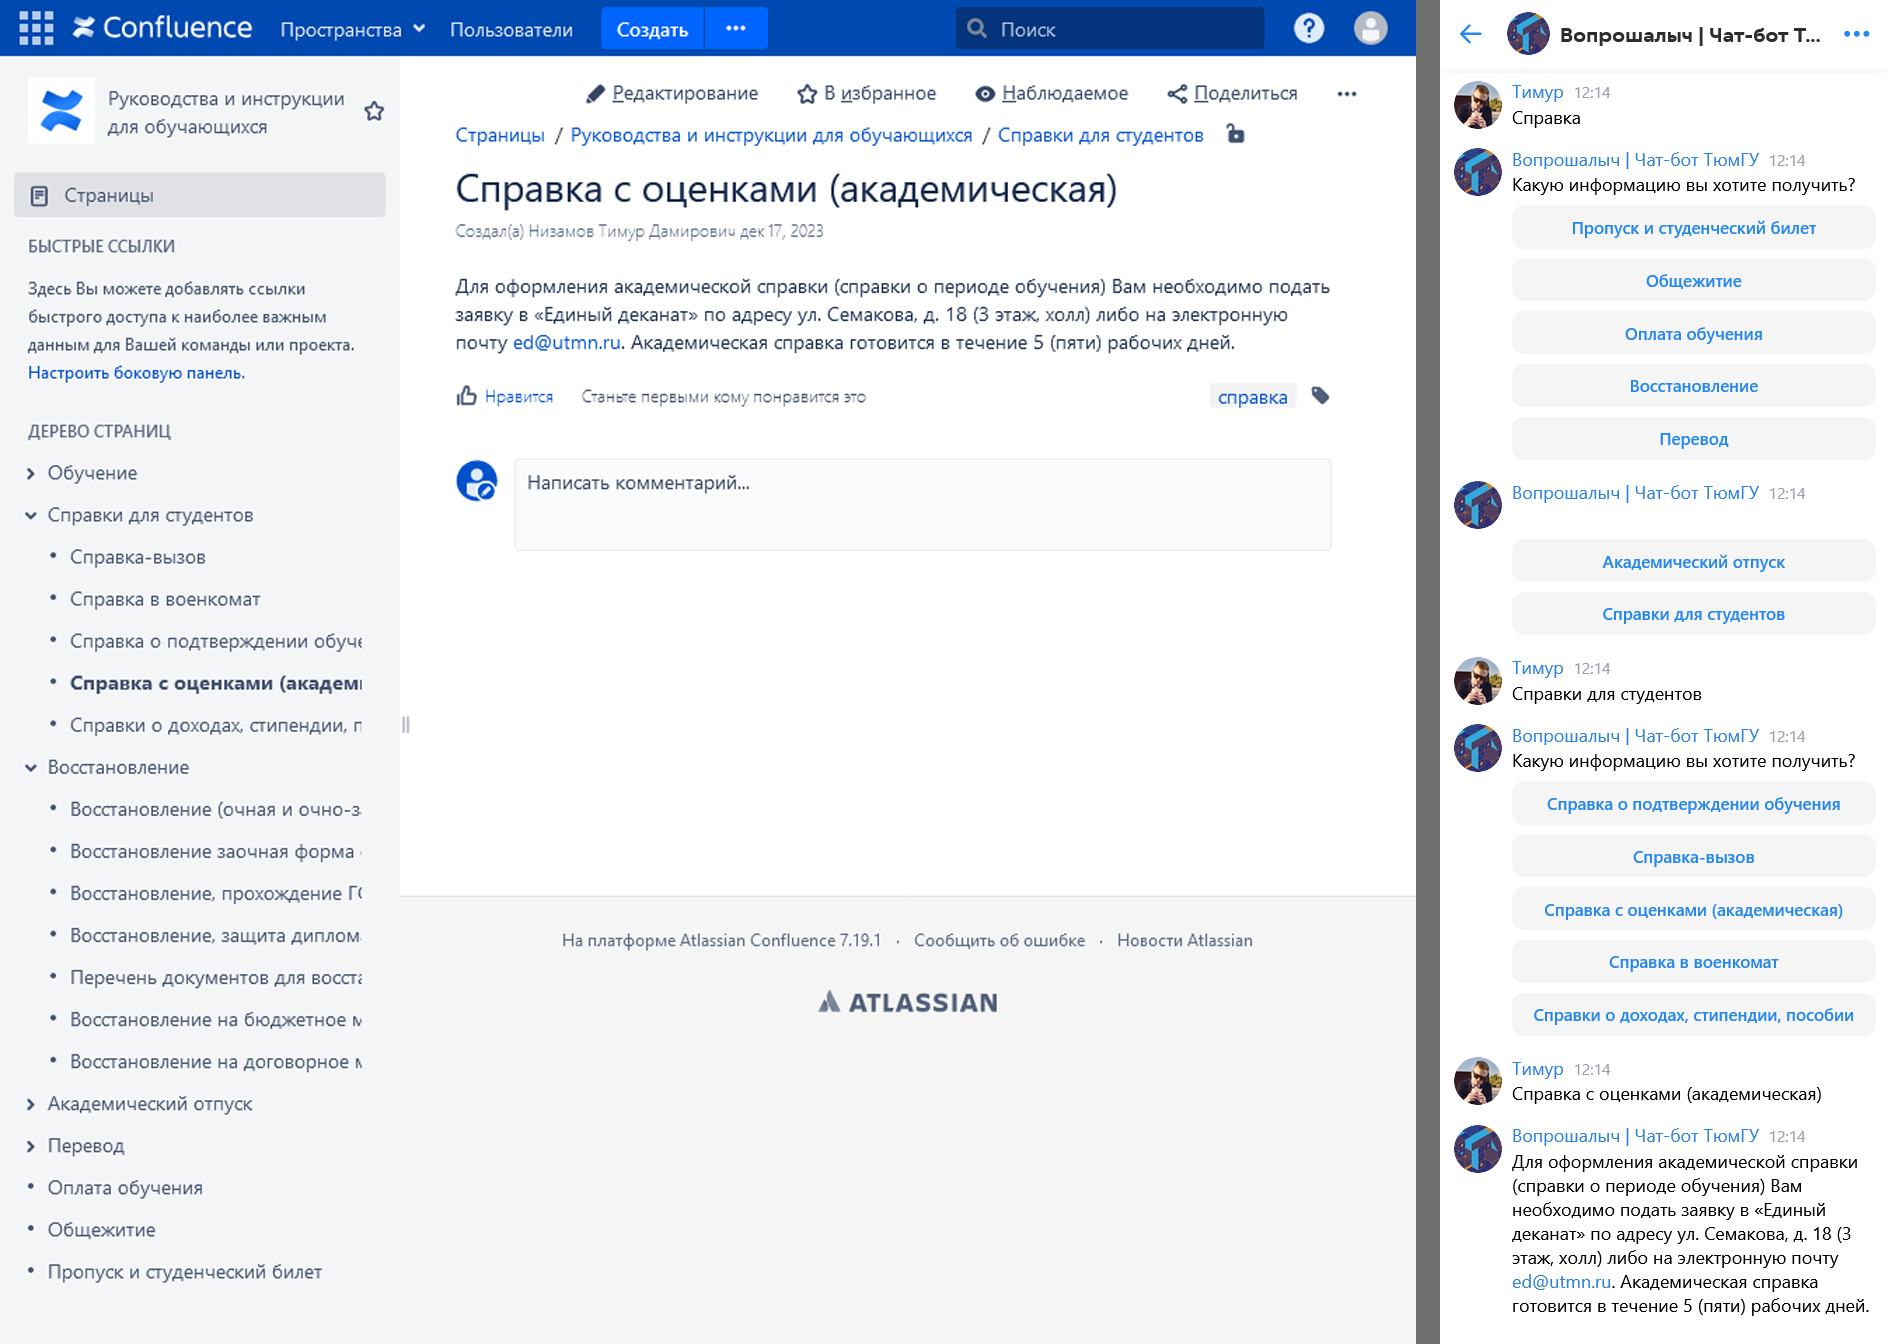 Confluence
Пространства
Пользователи
Создать
Поиск
Руководства и инструкции
для обучающихся
Страницы
БЫСТРЫЕ ССЫЛКИ
Здесь Вы можете добавлять ссылки
быстрого доступа к наиболее важным
данным для Вашей команды или проекта.
Настроить боковую панель.
ДЕРЕВО СТРАНИЦ
Обучение
Справки для студентов
Справка-вызов
Справка в военкомат
Справка о подтверждении обуче
Справка с оценками (академи
Справки о доходах, стипендии, п
Восстановление
Восстановление (очная и очно-з
Восстановление заочная форма
Восстановление, прохождение ГО
Восстановление, защита диплом
Перечень документов для восста
Восстановление на бюджетное м
Восстановление на договорное м
Академический отпуск
Перевод
Оплата обучения
Общежитие
Пропуск и студенческий билет
Редактирование
В избранное
Наблюдаемое
Поделиться
Страницы / Руководства и инструкции для обучающихся / Справки для студентов
Справка с оценками (академическая)
Создал(а) Низамов Тимур Дамирович дек 17, 2023
Для оформления академической справки (справки о периоде обучения) Вам необходимо подать
заявку в «Единый деканат» по адресу ул. Семакова, д. 18 (3 этаж, холл) либо на электронную
почту ed@utmn.ru. Академическая справка готовится в течение 5 (пяти) рабочих дней.
Нравится
Станьте первыми кому понравится это
справка
Написать комментарий...
На платформе Atlassian Confluence 7.19.1 · Сообщить об ошибке · Новости Atlassian
ATLASSIAN
Вопрошалыч | Чат-бот Т...
Тимур 12:14
Справка
Вопрошалыч | Чат-бот ТюмГУ 12:14
Какую информацию вы хотите получить?
Пропуск и студенческий билет
Общежитие
Оплата обучения
Восстановление
Перевод
Вопрошалыч | Чат-бот ТюмГУ 12:14
Академический отпуск
Справки для студентов
Тимур 12:14
Справки для студентов
Вопрошалыч | Чат-бот ТюмГУ 12:14
Какую информацию вы хотите получить?
Справка о подтверждении обучения
Справка-вызов
Справка с оценками (академическая)
Справка в военкомат
Справки о доходах, стипендии, пособии
Тимур 12:14
Справка с оценками (академическая)
Вопрошалыч | Чат-бот ТюмГУ 12:14
Для оформления академической справки
(справки о периоде обучения) Вам
необходимо подать заявку в «Единый
деканат» по адресу ул. Семакова, д. 18 (3
этаж, холл) либо на электронную почту
ed@utmn.ru. Академическая справка
готовится в течение 5 (пяти) рабочих дней.